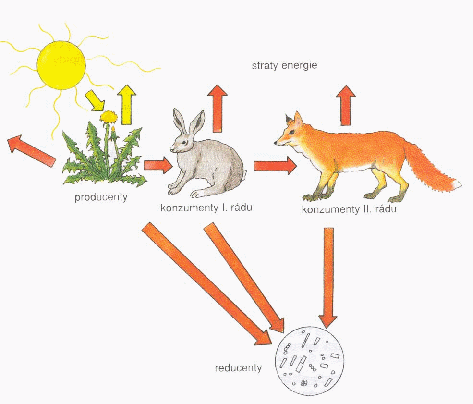 straty energie
producenty
konzumenty I. rádu
konzumenty II. rádu
reducenty